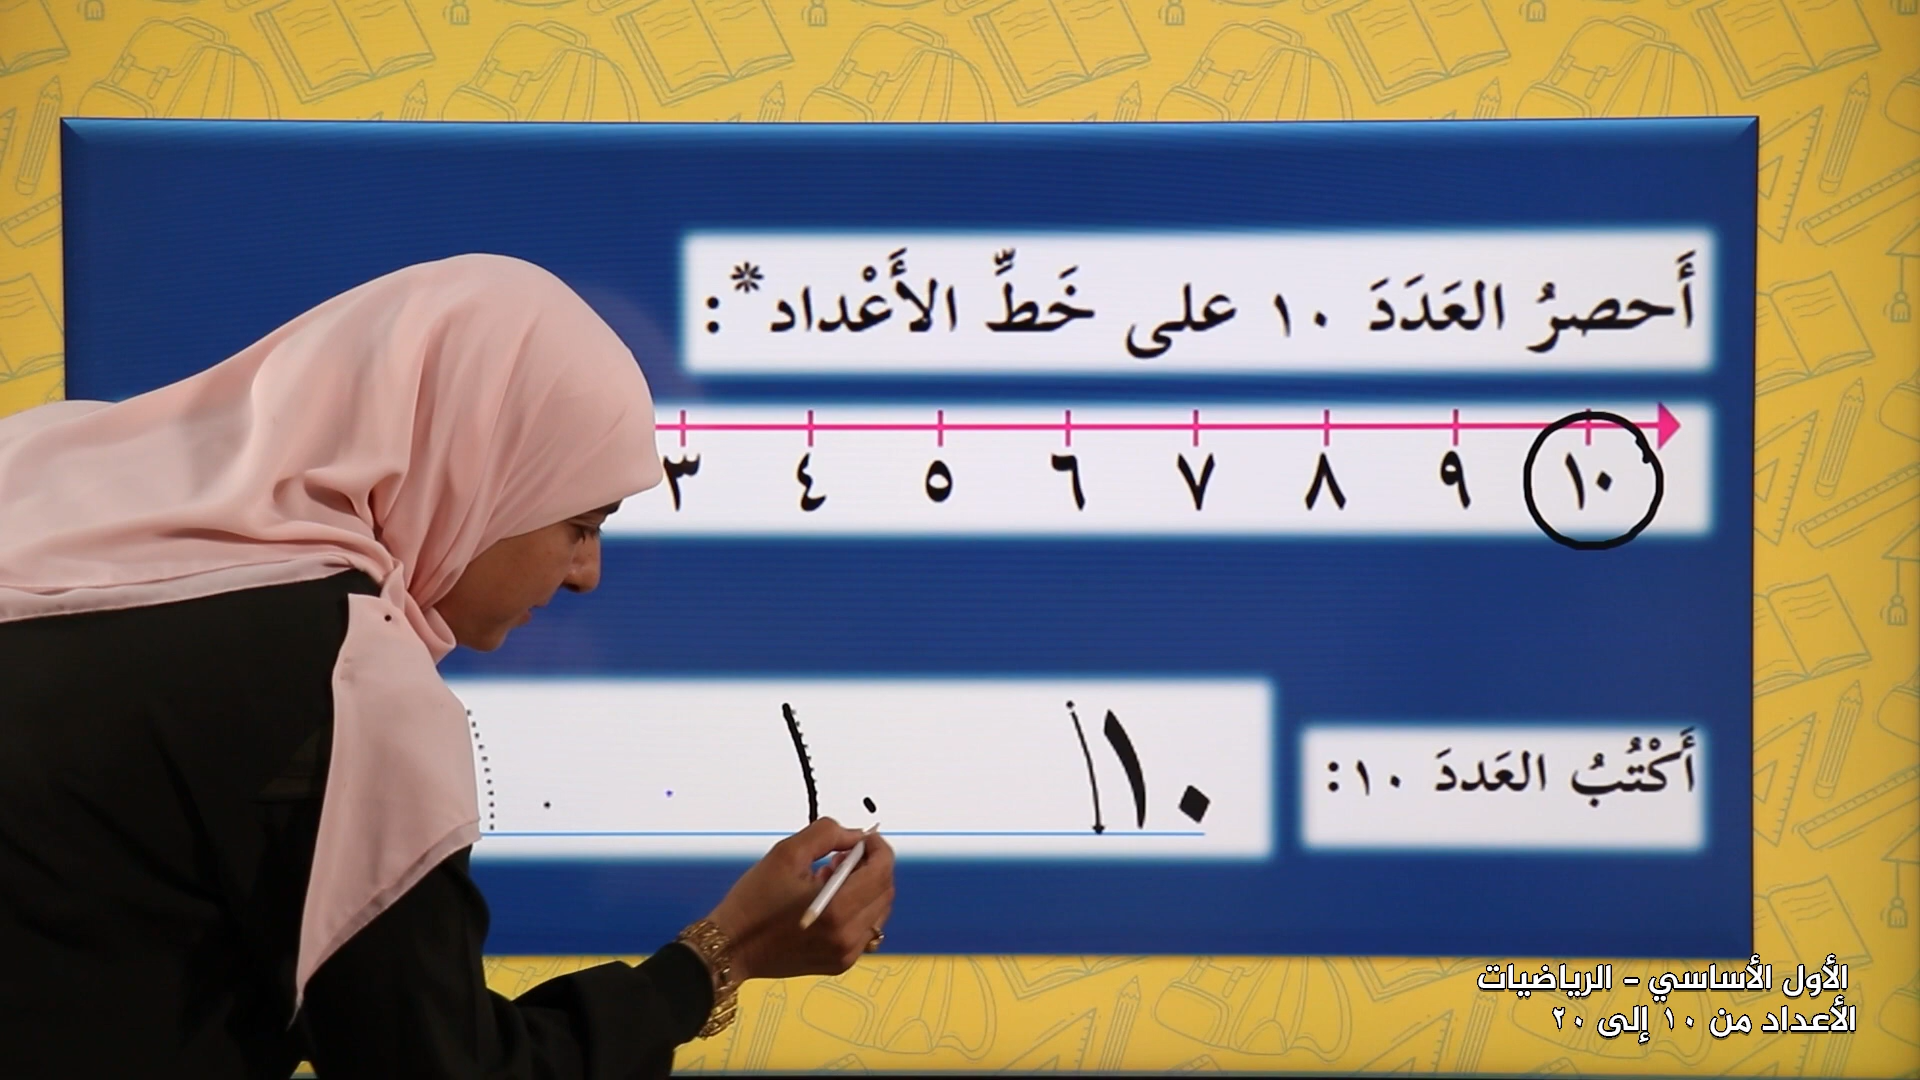 أَحصرُ العَدَدَ ١٠ على خَطِّ الأَعْداد*:
٣ ٤ ٥ ٦ ٧ ٨ ٩ ١٠
أَكْتُبُ العَددَ ١٠:
١٠ ١٠
الأول الأساسي - الرياضيات
الأعداد من ١٠ إلى ٢٠